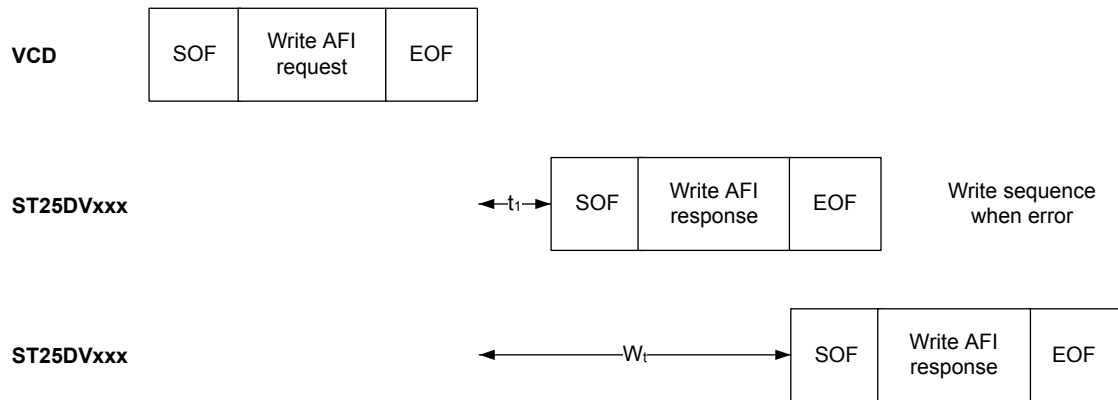 VCD
SOF
Write AFI
request
EOF
ST25DVxxx
t1
SOF
Write AFI
response
EOF
Write sequence
when error
ST25DVxxx
Wt
SOF
Write AFI
response
EOF